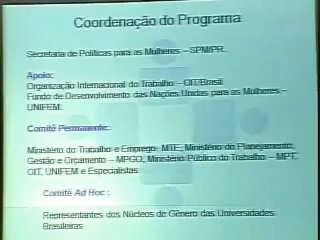 Coordenação do Programa
Secretaria de Políticas para as Mulheres – SPM/PR.
Apoio:
Organização Internacional do Trabalho – OIT/Brasil
Fundo de Desenvolvimento das Nações Unidas para as Mulheres –
UNIFEM.
Comitê Permanente:
Ministério do Trabalho e Emprego- MTE, Ministério do Planejamento,
Gestão e Orçamento – MPGO, Ministério Público do Trabalho – MPT,
OIT, UNIFEM e Especialistas
Comitê Ad Hoc :
Representantes dos Núcleos de Gênero das Universidades
Brasileiras